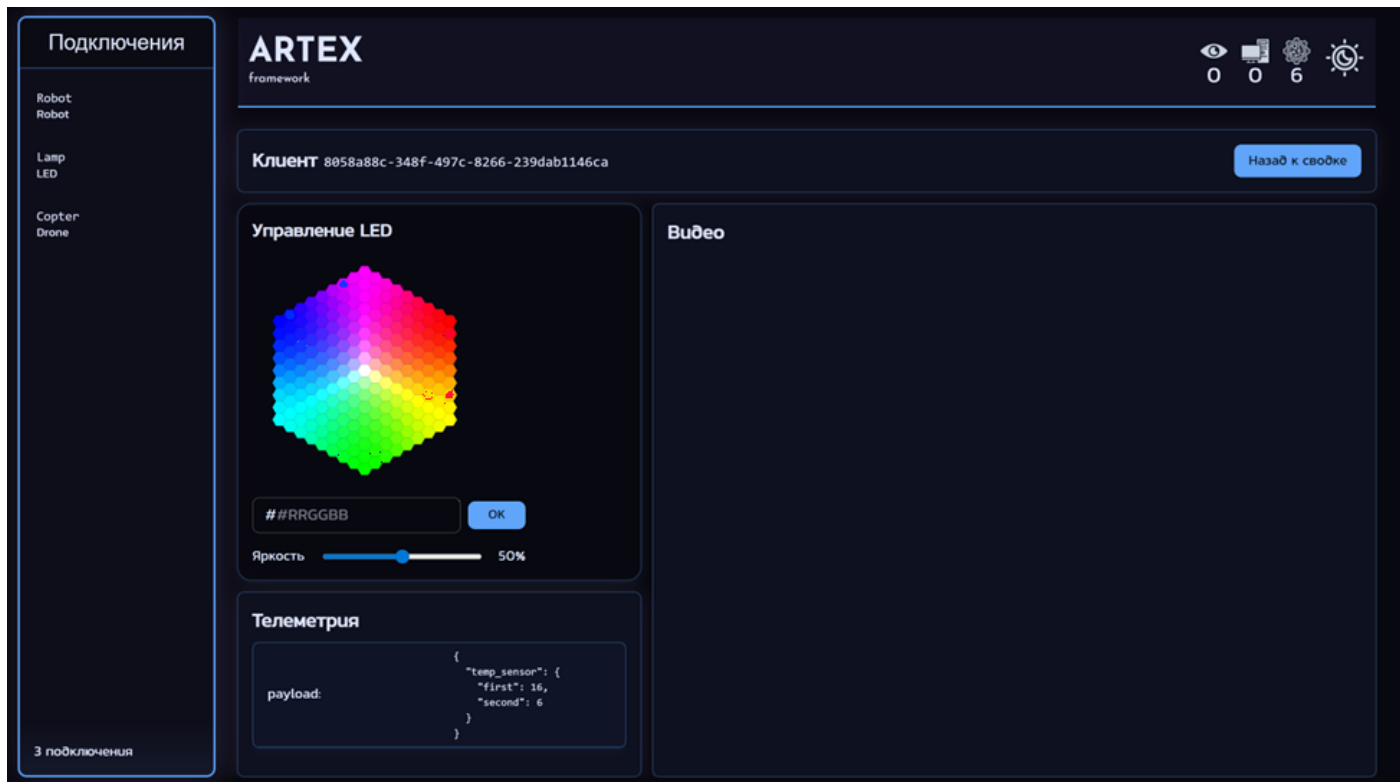 Подключения
Robot
Robot
Lamp
LED
Copter
Drone
3 подключения
ARTEX
framework
0 0 6
Клиент 8058a88c-348f-497c-8266-239dab1146ca
Назад к сводке
Управление LED
##RRGGBB
ОК
Яркость 50%
Телеметрия
payload:
{
"temp_sensor": {
"first": 16,
"second": 6
}
}
Видео